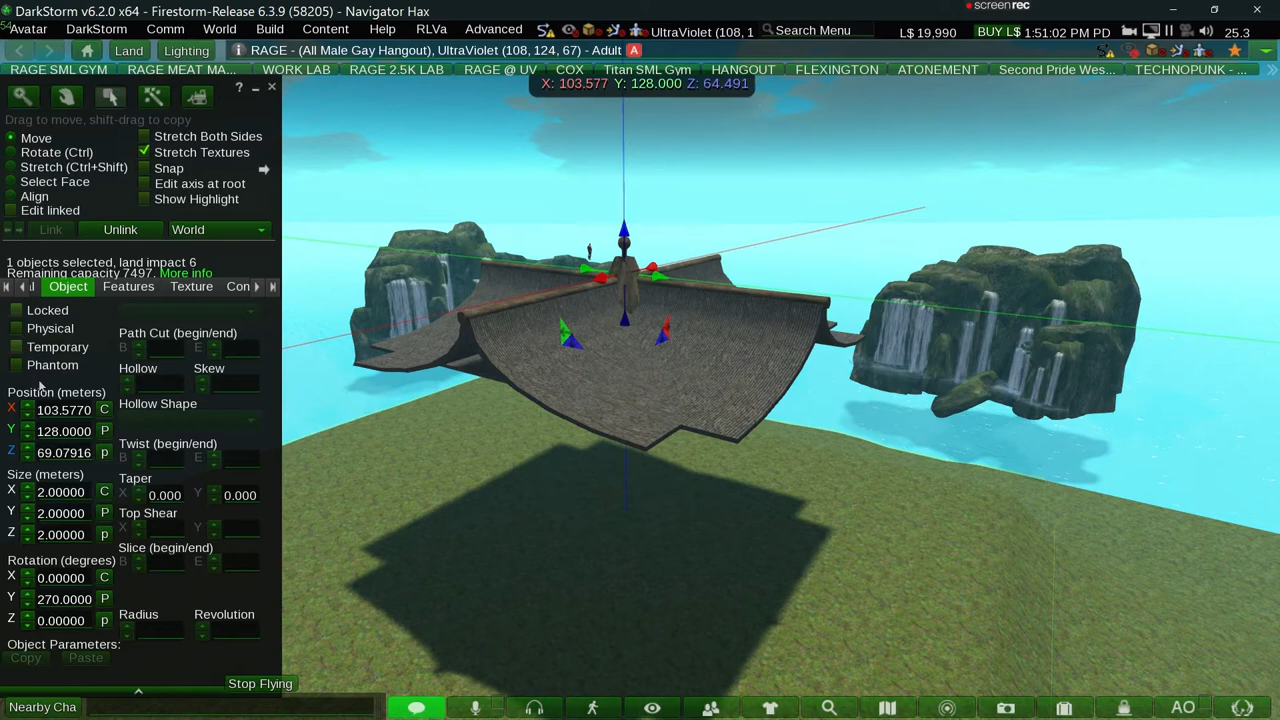 DarkStorm v6.2.0 x64 - Firestorm-Release 6.3.9 (58205) - Navigator Hax
screenrec
54
Avatar DarkStorm Comm World Build Content Help RLVa Advanced UltraViolet (108, 1 Search Menu L$ 19,990 BUY L$ 1:51:02 PM PD 25.3
Land Lighting RAGE - (All Male Gay Hangout), UltraViolet (108, 124, 67) - Adult A
RAGE SML GYM RAGE MEAT MA... WORK LAB RAGE 2.5K LAB RAGE @ UV COX Titan SML Gym HANGOUT FLEXINGTON ATONEMENT Second Pride Wes... TECHNOPUNK - ...
X: 103.577 Y: 128.000 Z: 64.491
Drag to move, shift-drag to copy
Move
Rotate (Ctrl)
Stretch (Ctrl+Shift)
Select Face
Align
Edit linked
Stretch Both Sides
Stretch Textures
Snap
Edit axis at root
Show Highlight
Link Unlink World
1 objects selected, land impact 6
Remaining capacity 7497. More info
Object Features Texture Con
Locked
Physical
Temporary
Phantom
Position (meters)
X 103.5770 C
Y 128.0000 P
Z 69.07916 p
Size (meters)
X 2.00000 C
Y 2.00000 P
Z 2.00000 p
Rotation (degrees)
X 0.00000 C
Y 270.0000 P
Z 0.00000 p
Object Parameters:
Copy Paste
Path Cut (begin/end)
B E
Hollow Skew
Hollow Shape
Twist (begin/end)
B E
Taper
X 0.000 Y 0.000
Top Shear
X Y
Slice (begin/end)
B E
Radius Revolution
Stop Flying
Nearby Cha
AO